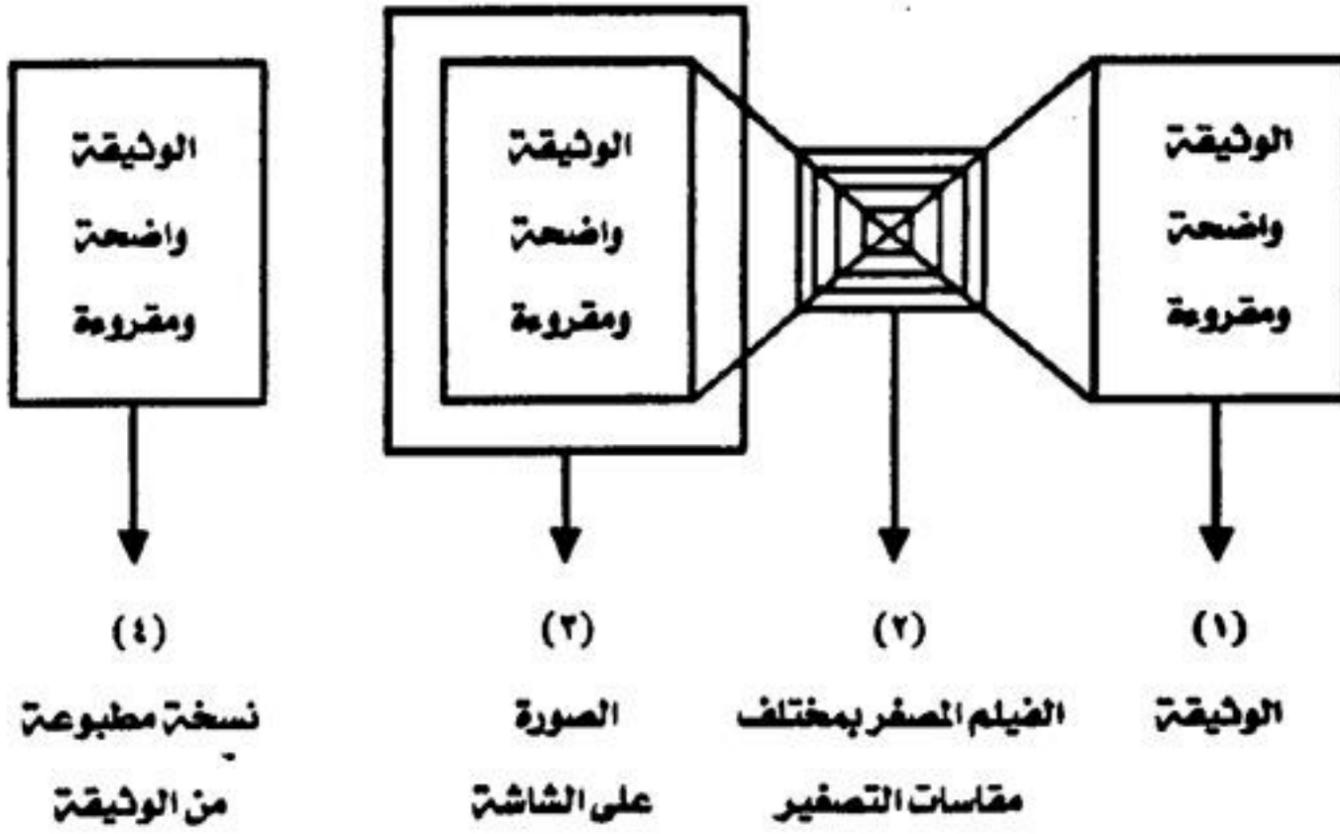 الوثيقة
واضحة
ومقروءة
الوثيقة
واضحة
ومقروءة
الوثيقة
واضحة
ومقروءة
(١)
الوثيقة
(٢)
الفيلم المصغر بمختلف
مقاسات التصغير
(٣)
الصورة
على الشاشة
(٤)
نسخة مطبوعة
من الوثيقة